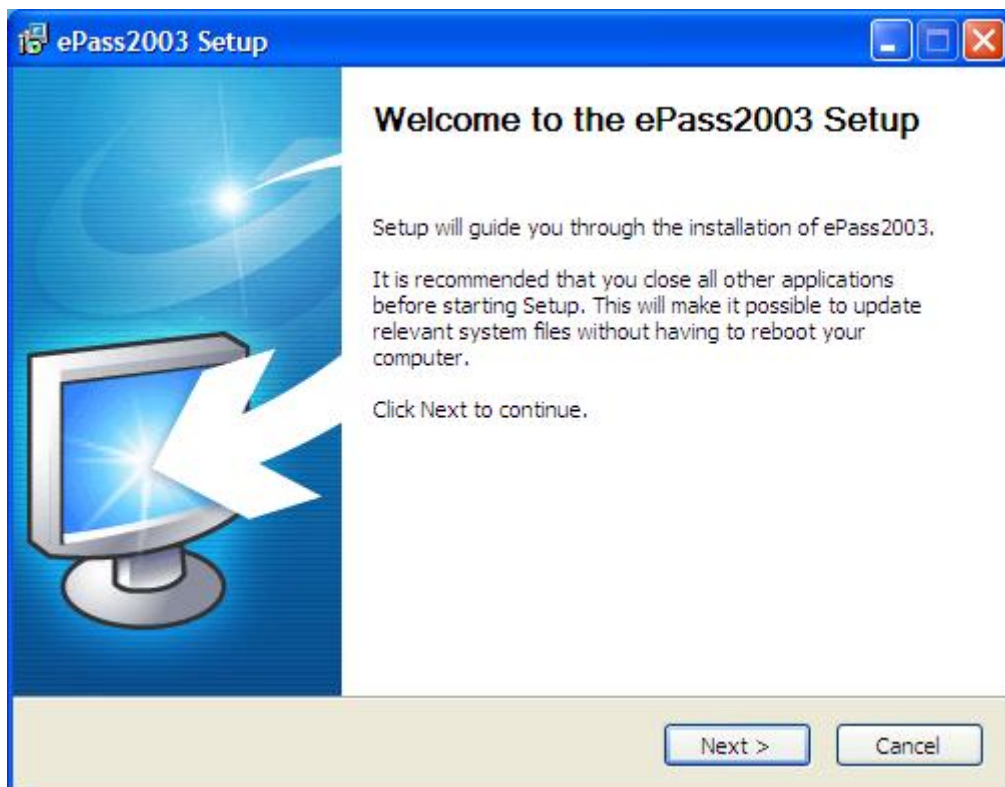 ePass2003 Setup
Welcome to the ePass2003 Setup
Setup will guide you through the installation of ePass2003.
It is recommended that you close all other applications
before starting Setup. This will make it possible to update
relevant system files without having to reboot your
computer.
Click Next to continue.
Next >
Cancel